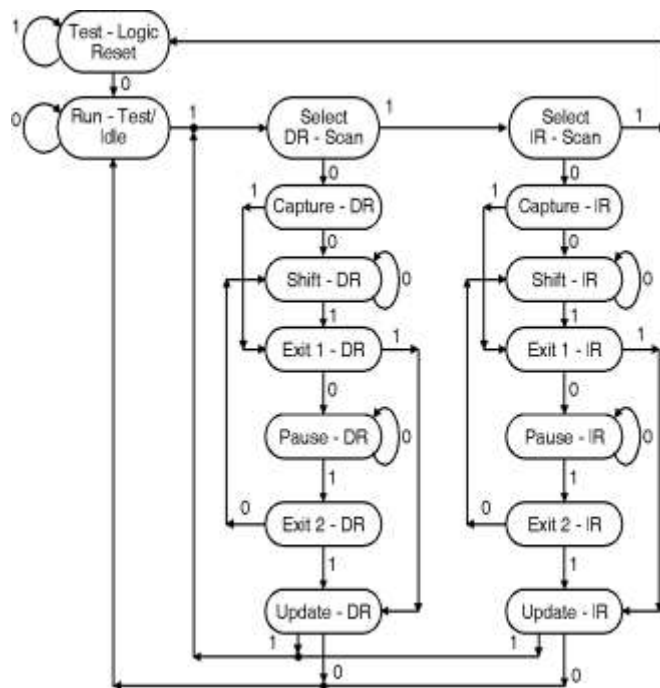 1
Test - Logic
Reset
0
0
Run - Test/
Idle
1
Select
DR - Scan
1
Select
IR - Scan
1
0
0
1
Capture - DR
1
Capture - IR
0
0
Shift - DR
0
Shift - IR
0
1
1
Exit 1 - DR
1
Exit 1 - IR
1
0
0
Pause - DR
0
Pause - IR
0
1
1
0
Exit 2 - DR
0
Exit 2 - IR
1
1
Update - DR
Update - IR
1
0
1
0